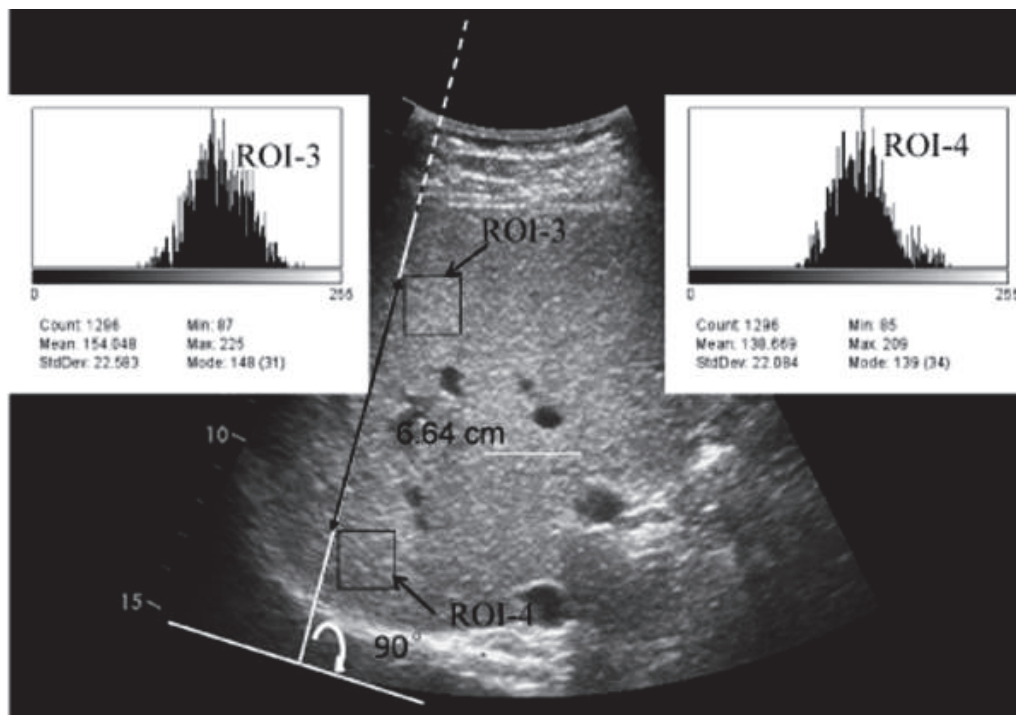 ROI-3
0 255
Count: 1296 Min: 87
Mean: 154.048 Max: 225
StdDev: 22.583 Mode: 148 (31)
ROI-4
0 255
Count: 1296 Min: 85
Mean: 138.669 Max: 209
StdDev: 22.084 Mode: 139 (34)
ROI-3
10
6.64 cm
15
ROI-4
90°